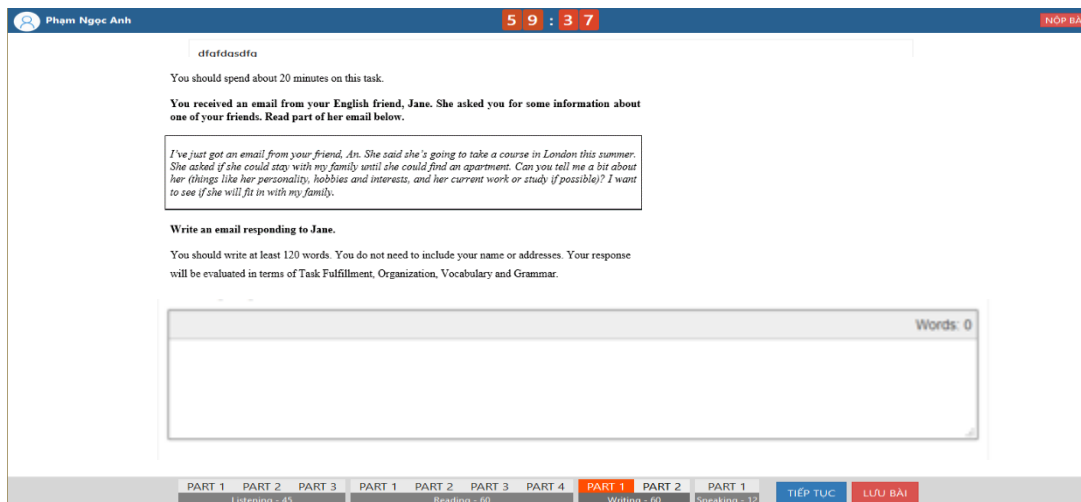 Phạm Ngọc Anh
59:37
NỘP BÀ
dfgfdgsdfg
You should spend about 20 minutes on this task.
You received an email from your English friend, Jane. She asked you for some information about
one of your friends. Read part of her email below.
I've just got an email from your friend, An. She said she's going to take a course in London this summer.
She asked if she could stay with my family until she could find an apartment. Can you tell me a bit about
her (things like her personality, hobbies and interests, and her current work or study if possible)? I want
to see if she will fit in with my family.
Write an email responding to Jane.
You should write at least 120 words. You do not need to include your name or addresses. Your response
will be evaluated in terms of Task Fulfillment, Organization, Vocabulary and Grammar.
Words: 0
PART 1 PART 2 PART 3 PART 1 PART 2 PART 3 PART 4 PART 1 PART 2 PART 1
Listening - 45 Reading - 60 Writing - 60 Speaking - 12
TIẾP TỤC LƯU BÀI